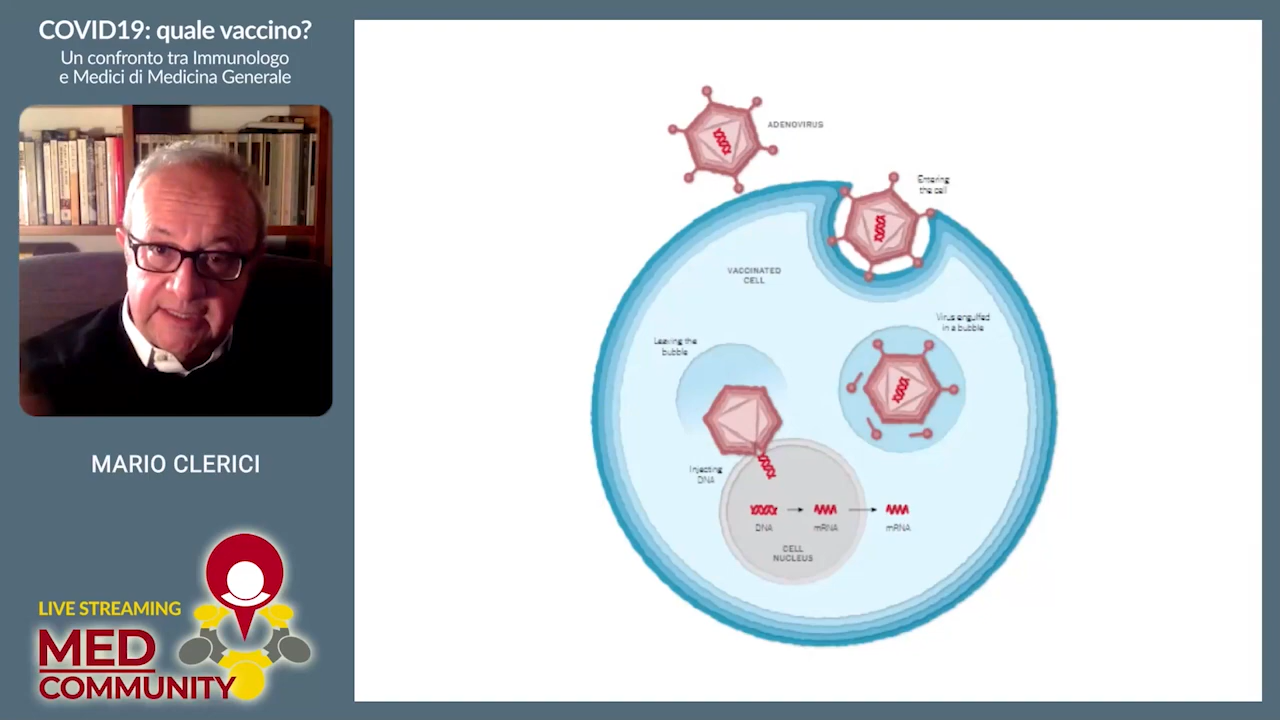 COVID19: quale vaccino?
Un confronto tra Immunologo
e Medici di Medicina Generale
MARIO CLERICI
LIVE STREAMING
MED
COMMUNITY
ADENOVIRUS
Entering
the cell
VACCINATED
CELL
Virus engulfed
in a bubble
Leaving the
bubble
Injecting
DNA
DNA
mRNA
mRNA
CELL
NUCLEUS